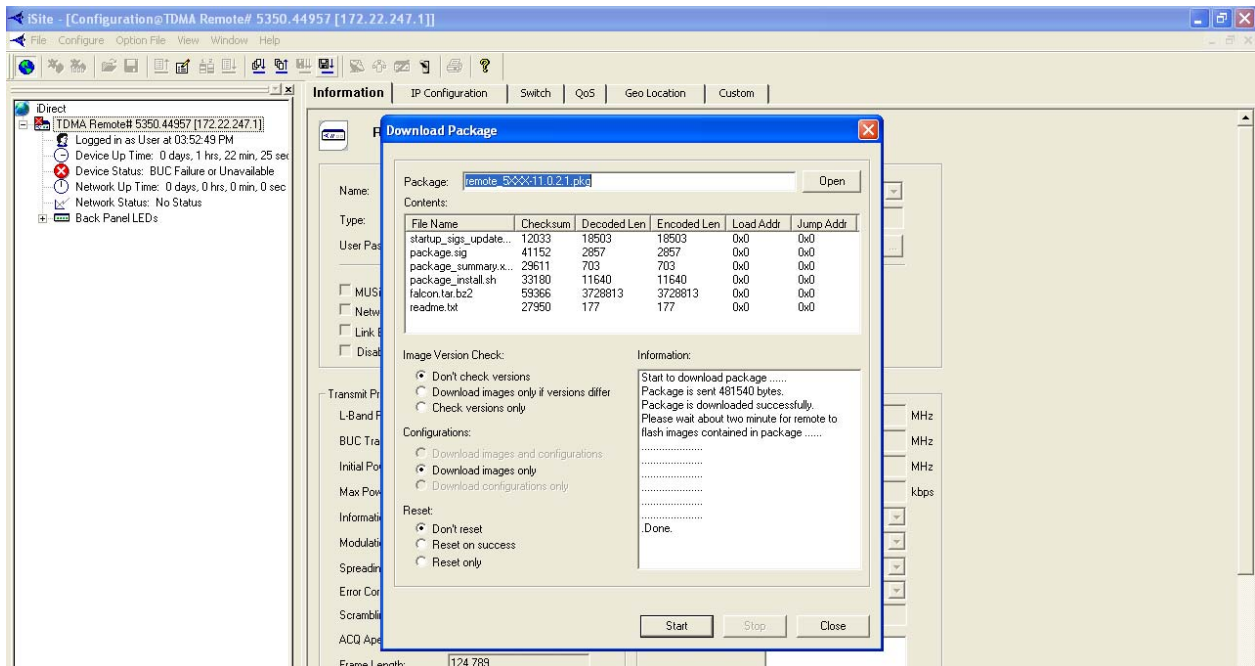 iSite - [Configuration@TDMA Remote# 5350.44957 [172.22.247.1]]
File Configure Option File View Window Help
iDirect
TDMA Remote# 5350.44957 [172.22.247.1]
Logged in as User at 03:52:49 PM
Device Up Time: 0 days, 1 hrs, 22 min, 25 sec
Device Status: BUC Failure or Unavailable
Network Up Time: 0 days, 0 hrs, 0 min, 0 sec
Network Status: No Status
Back Panel LEDs
Information IP Configuration Switch QoS Geo Location Custom
R
Name:
Type:
User Pas
MUSi
Netw
Link E
Disab
Transmit Pr
L-Band F
BUC Tra
Initial Po
Max Pow
Informati
Modulati
Spreadin
Error Cor
Scrambli
ACQ Ape
Frame Length: 124.789
MHz
MHz
MHz
kbps
Download Package
Package: remote_5XXX-11.0.2.1.pkg Open
Contents:
File Name Checksum Decoded Len Encoded Len Load Addr Jump Addr
startup_sigs_update... 12033 18503 18503 0x0 0x0
package.sig 41152 2857 2857 0x0 0x0
package_summary.x... 29611 703 703 0x0 0x0
package_install.sh 33180 11640 11640 0x0 0x0
falcon.tar.bz2 59366 3728813 3728813 0x0 0x0
readme.txt 27950 177 177 0x0 0x0
Image Version Check:
Don't check versions
Download images only if versions differ
Check versions only
Configurations:
Download images and configurations
Download images only
Download configurations only
Reset:
Don't reset
Reset on success
Reset only
Information:
Start to download package ......
Package is sent 481540 bytes.
Package is downloaded successfully.
Please wait about two minute for remote to
flash images contained in package ......
.....................
.....................
.....................
.....................
.....................
.....................
.Done.
Start Stop Close